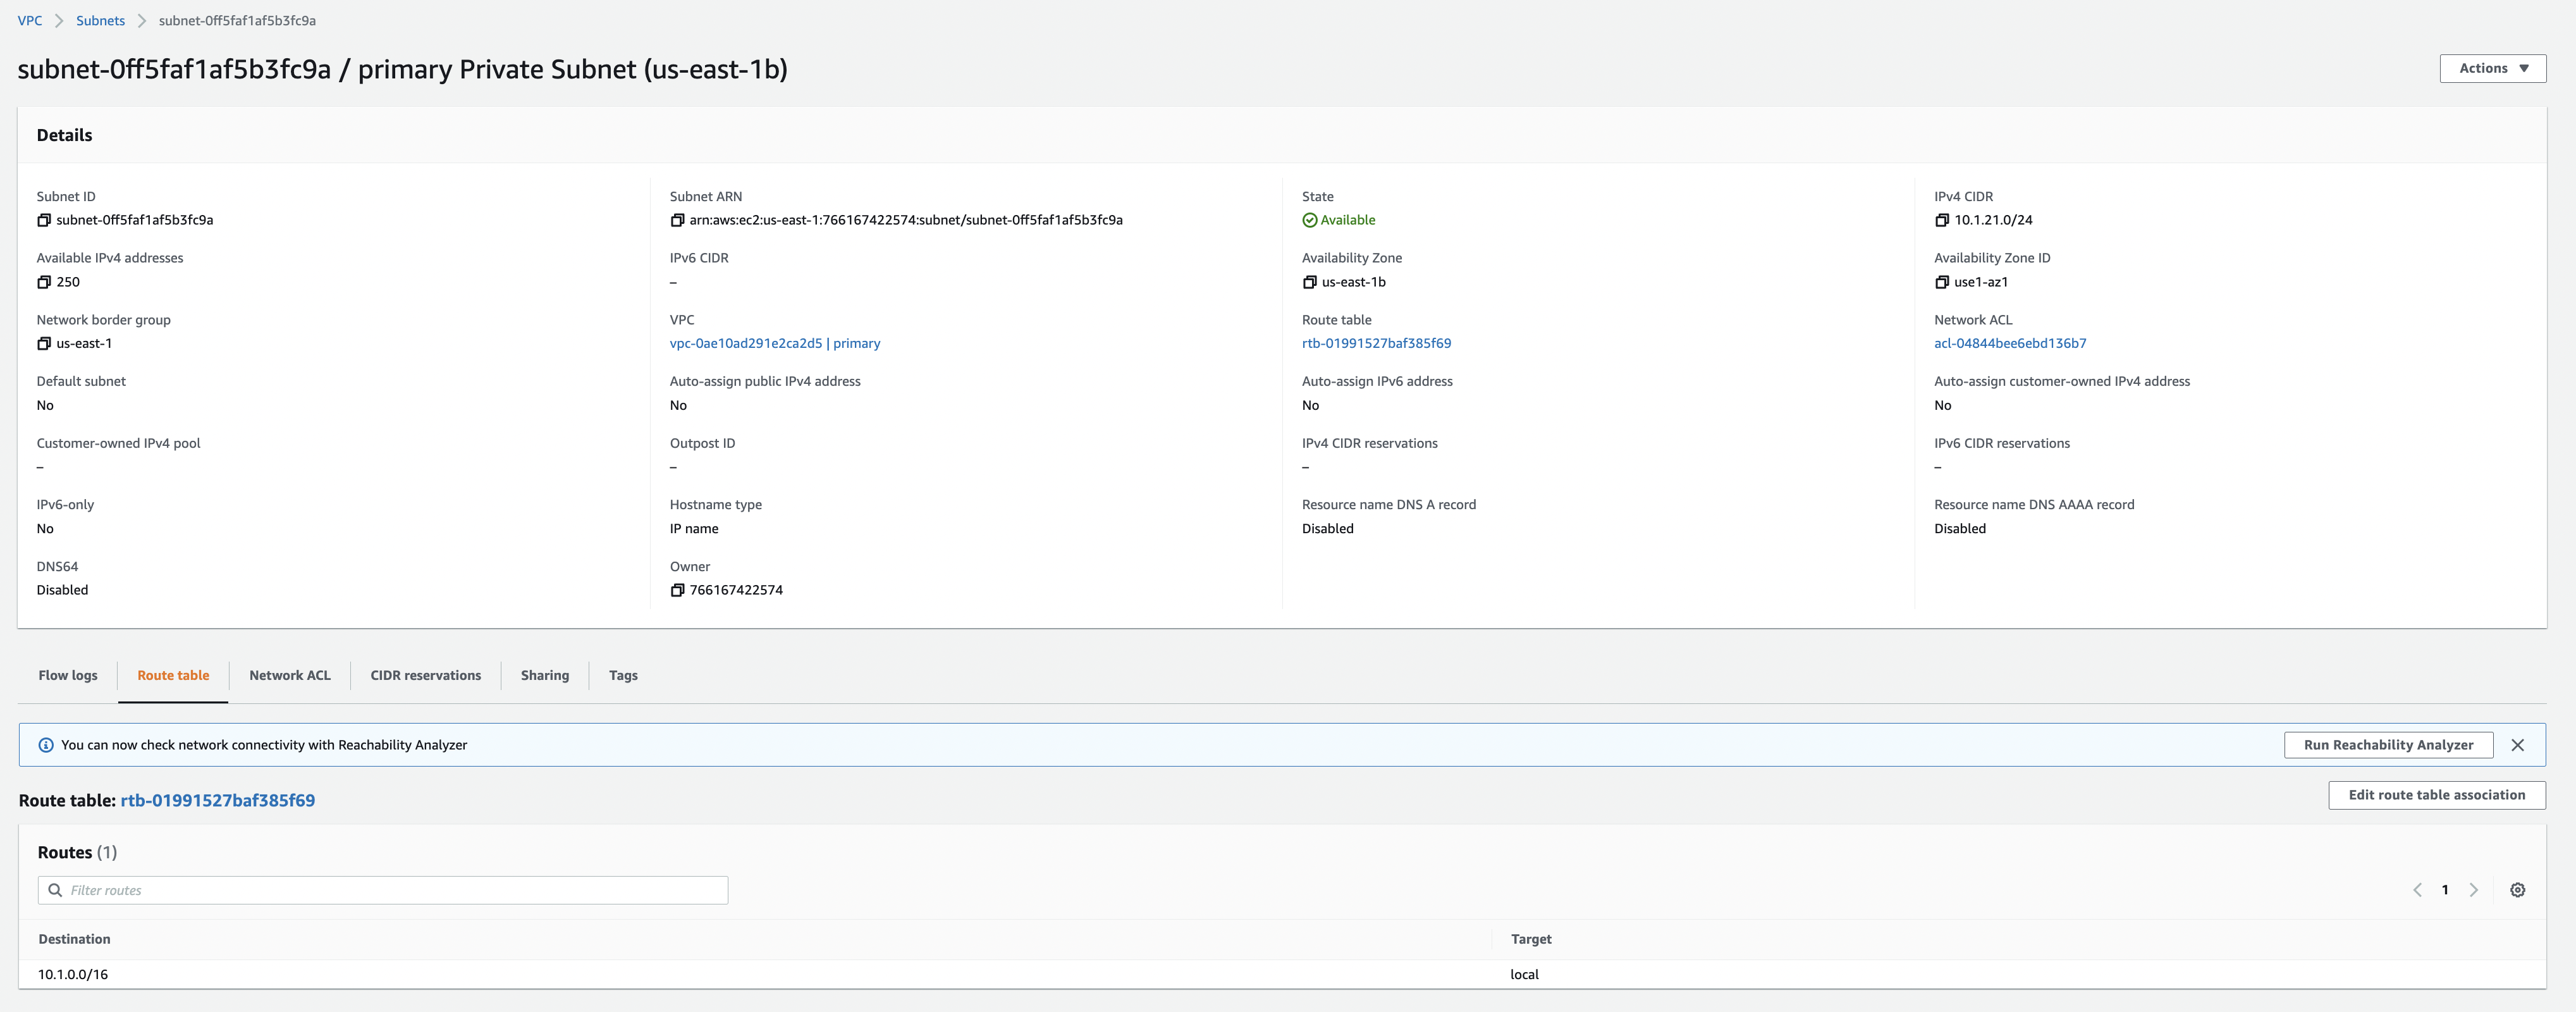 VPC > Subnets > subnet-0ff5faf1af5b3fc9a
subnet-0ff5faf1af5b3fc9a / primary Private Subnet (us-east-1b)
Actions
Details
Subnet ID
subnet-0ff5faf1af5b3fc9a
Subnet ARN
arn:aws:ec2:us-east-1:766167422574:subnet/subnet-0ff5faf1af5b3fc9a
State
Available
IPv4 CIDR
10.1.21.0/24
Available IPv4 addresses
250
IPv6 CIDR
–
Availability Zone
us-east-1b
Availability Zone ID
use1-az1
Network border group
us-east-1
VPC
vpc-0ae10ad291e2ca2d5 | primary
Route table
rtb-01991527baf385f69
Network ACL
acl-04844bee6ebd136b7
Default subnet
No
Auto-assign public IPv4 address
No
Auto-assign IPv6 address
No
Auto-assign customer-owned IPv4 address
No
Customer-owned IPv4 pool
–
Outpost ID
–
IPv4 CIDR reservations
–
IPv6 CIDR reservations
–
IPv6-only
No
Hostname type
IP name
Resource name DNS A record
Disabled
Resource name DNS AAAA record
Disabled
DNS64
Disabled
Owner
766167422574
Flow logs
Route table
Network ACL
CIDR reservations
Sharing
Tags
You can now check network connectivity with Reachability Analyzer
Run Reachability Analyzer
Route table: rtb-01991527baf385f69
Edit route table association
Routes (1)
Filter routes
1
Destination
Target
10.1.0.0/16
local